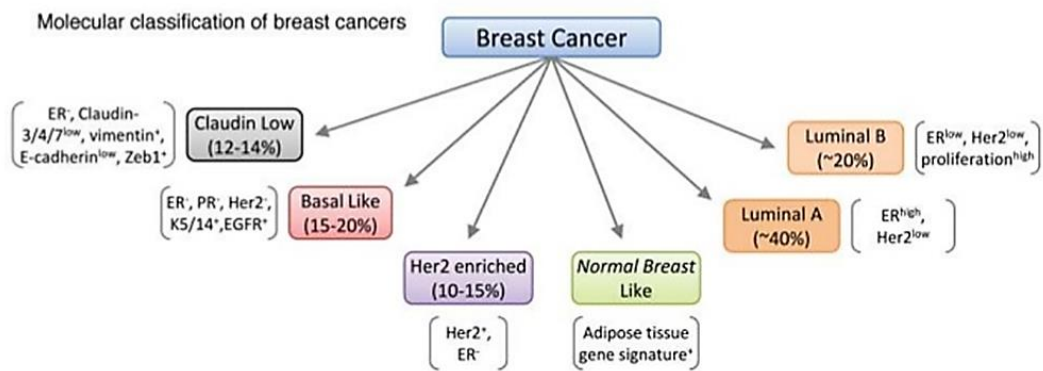 Molecular classification of breast cancers
Breast Cancer
ER⁻, Claudin-
3/4/7ˡᵒʷ, vimentin⁺,
E-cadherinˡᵒʷ, Zeb1⁺
Claudin Low
(12-14%)
Luminal B
(~20%)
ERˡᵒʷ, Her2ˡᵒʷ,
proliferationʰⁱᵍʰ
ER⁻, PR⁻, Her2⁻,
K5/14⁺,EGFR⁺
Basal Like
(15-20%)
Luminal A
(~40%)
ERʰⁱᵍʰ,
Her2ˡᵒʷ
Her2 enriched
(10-15%)
Normal Breast
Like
Her2⁺,
ER⁻
Adipose tissue
gene signature⁺